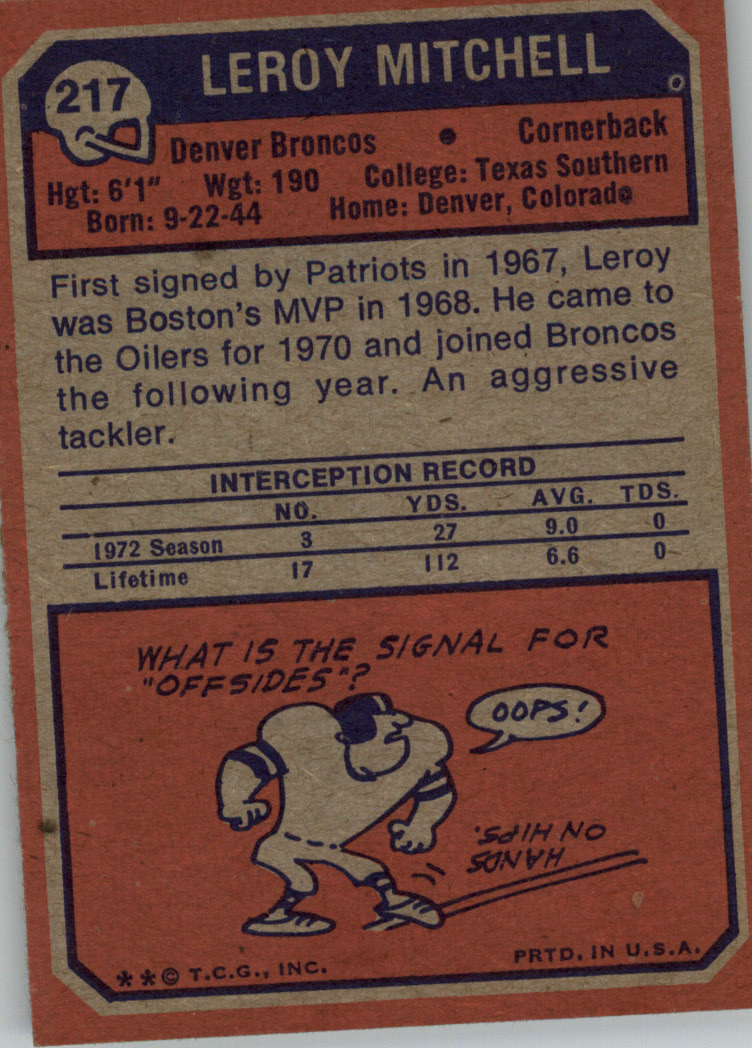 217
LEROY MITCHELL
Denver Broncos • Cornerback
Hgt: 6'1" Wgt: 190 College: Texas Southern
Born: 9-22-44 Home: Denver, Colorado
First signed by Patriots in 1967, Leroy
was Boston's MVP in 1968. He came to
the Oilers for 1970 and joined Broncos
the following year. An aggressive
tackler.
INTERCEPTION RECORD
NO. YDS. AVG. TDS.
1972 Season 3 27 9.0 0
Lifetime 17 112 6.6 0
WHAT IS THE SIGNAL FOR
"OFFSIDES"?
OOPS!
HANDS
ON HIPS.
**© T.C.G., INC. PRTD. IN U.S.A.